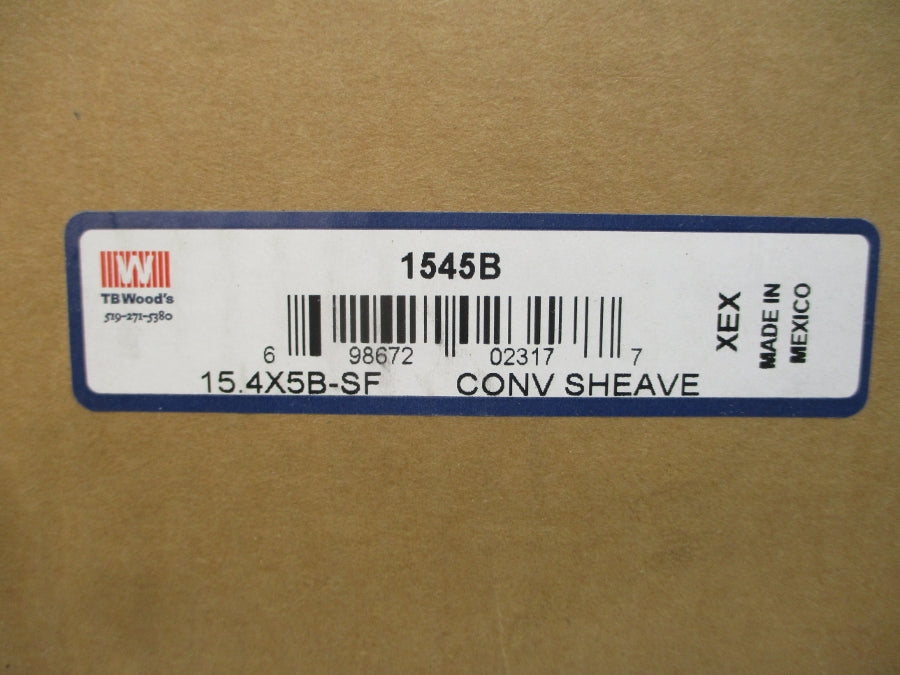 1545B
W
TB Wood's
519-271-5380
6 98672 02317 7
15.4X5B-SF CONV SHEAVE
XEX
MADE IN
MEXICO